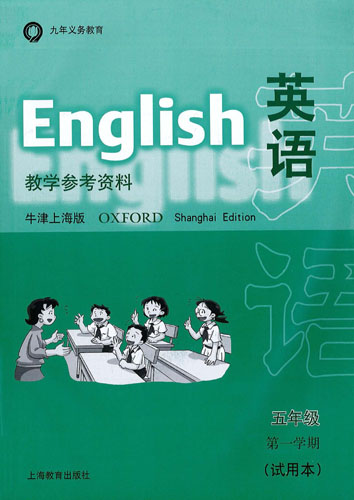 九年义务教育
English
英语
教学参考资料
牛津上海版 OXFORD Shanghai Edition
五年级
第一学期
(试用本)
上海教育出版社